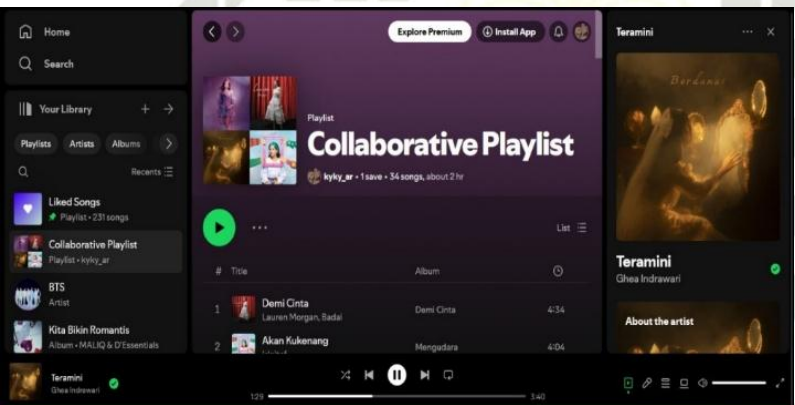 Home
Search
Your Library
Playlists Artists Albums
Recents
Liked Songs
Playlist • 231 songs
Collaborative Playlist
Playlist • kyky_ar
BTS
Artist
Kita Bikin Romantis
Album • MALIQ & D'Essentials
Explore Premium
Install App
Playlist
Collaborative Playlist
kyky_ar • 1 save • 34 songs, about 2 hr
List
# Title Album
1 Demi Cinta Demi Cinta 4:34
Lauren Morgan, Badai
2 Akan Kukenang Mengadara 4:04
Teramini
Bordanar
Teramini
Ghea Indrawari
About the artist
Teramini
Ghea Indrawari
1:29 3:40